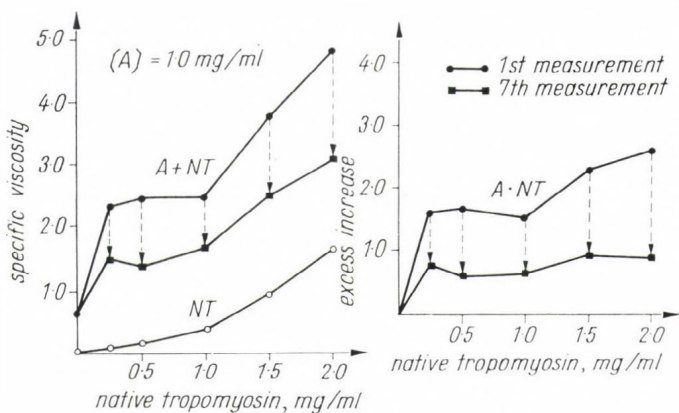 5·0
4·0
3·0
2·0
1·0
specific viscosity
(A) = 1·0 mg/ml
A+NT
NT
0·5 1·0 1·5 2·0
native tropomyosin, mg/ml
4·0
3·0
2·0
1·0
excess increase
1st measurement
7th measurement
A·NT
0·5 1·0 1·5 2·0
native tropomyosin, mg/ml